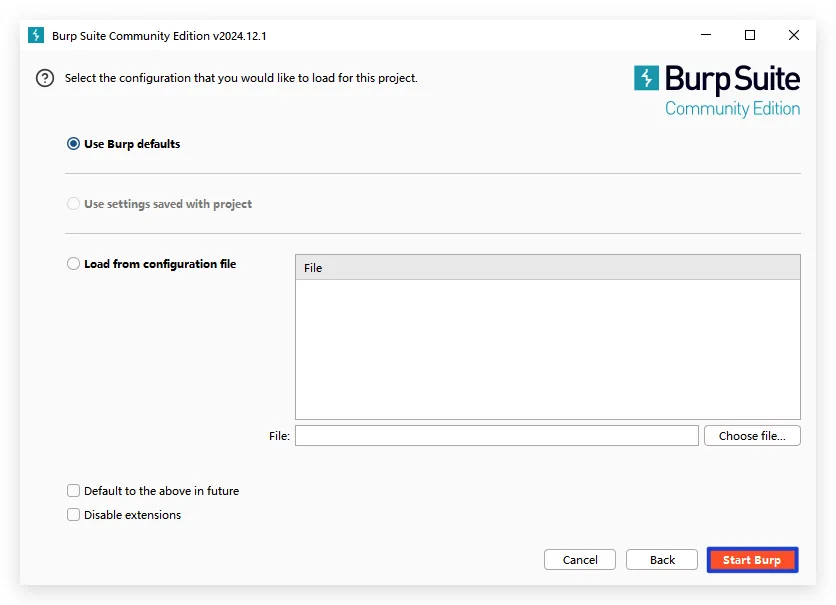 Burp Suite Community Edition v2024.12.1
Select the configuration that you would like to load for this project.
Burp Suite
Community Edition
Use Burp defaults
Use settings saved with project
Load from configuration file
File
File:
Choose file...
Default to the above in future
Disable extensions
Cancel
Back
Start Burp